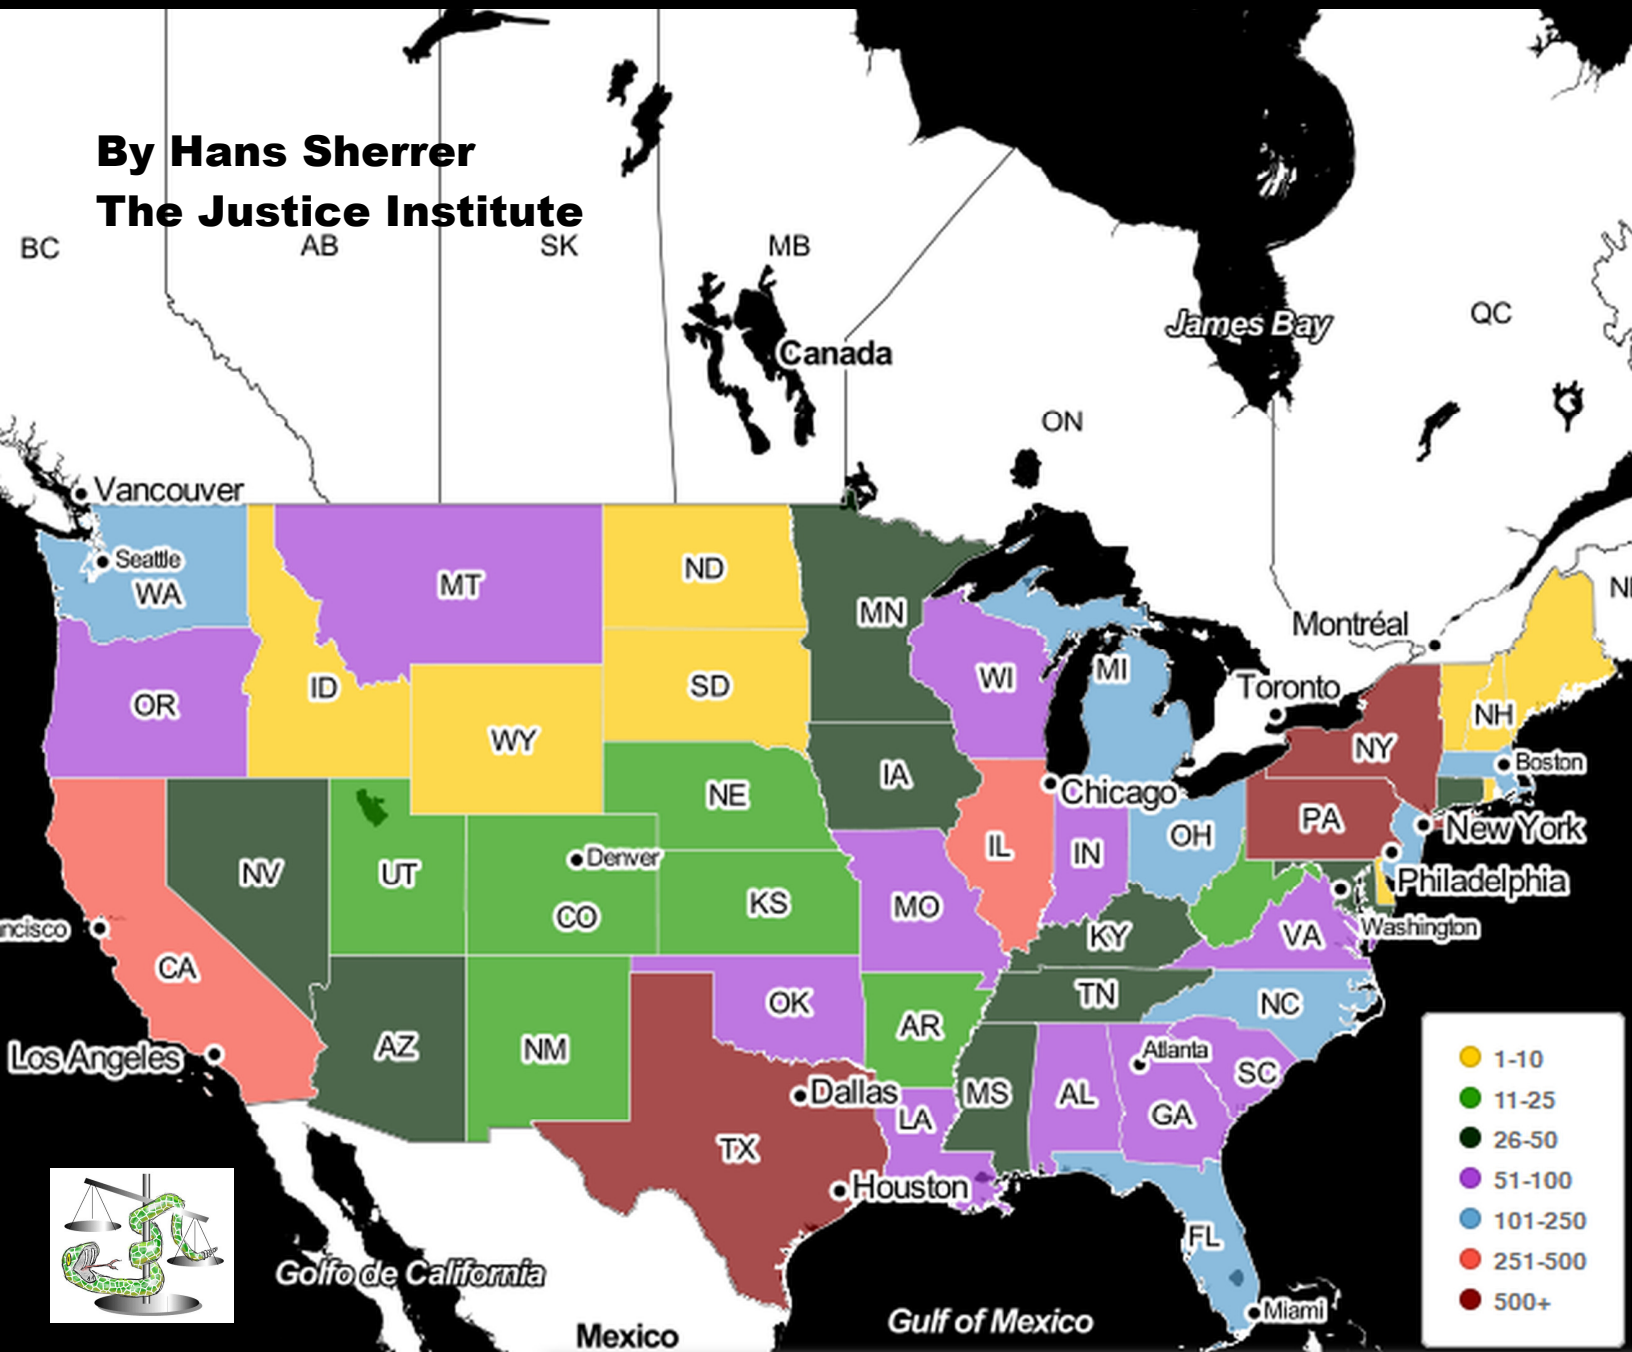 By Hans Sherrer
The Justice Institute
BC
AB
SK
MB
QC
James Bay
Canada
ON
Vancouver
Seattle
WA
MT
ND
MN
Montréal
OR
ID
SD
WI
MI
Toronto
NH
WY
NY
Boston
IA
NE
Chicago
PA
New York
NV
UT
Denver
IL
IN
OH
Philadelphia
CO
KS
MO
KY
VA
Washington
ncisco
CA
TN
NC
OK
AR
Los Angeles
AZ
NM
Atlanta
SC
Dallas
LA
MS
AL
GA
TX
Houston
FL
Miami
Golfo de California
Gulf of Mexico
Mexico
1-10
11-25
26-50
51-100
101-250
251-500
500+